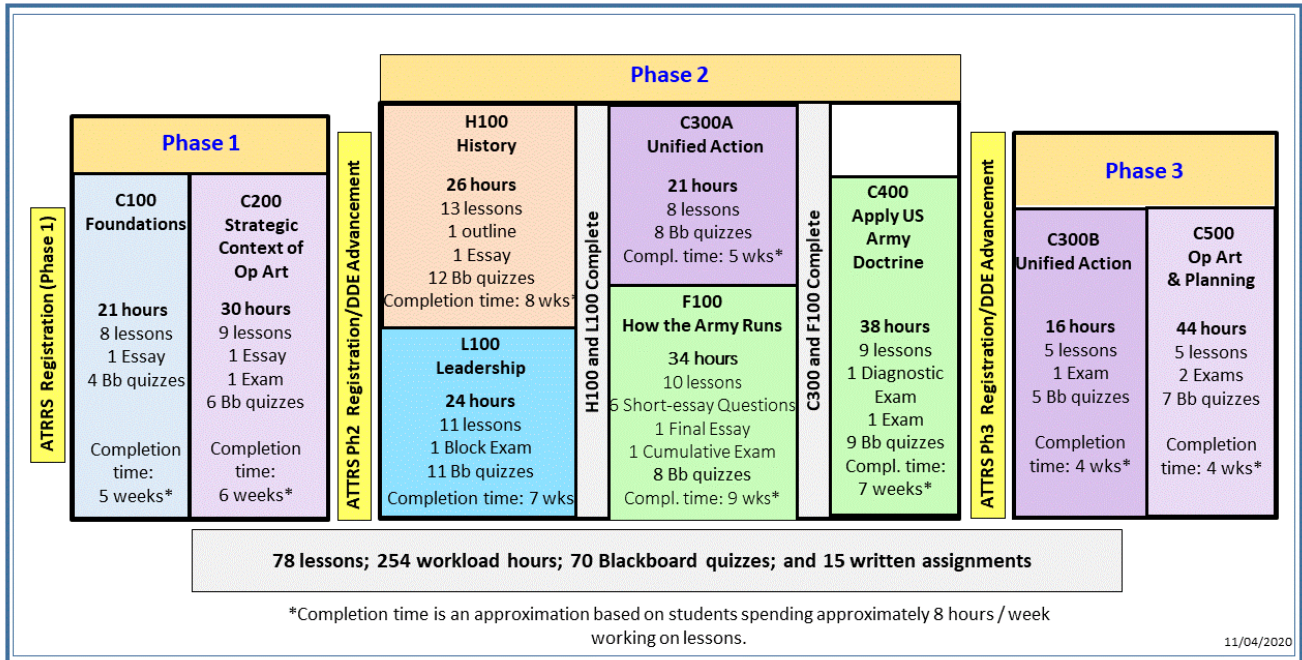 ATRRS Registration (Phase 1)
Phase 1
C100
Foundations
21 hours
8 lessons
1 Essay
4 Bb quizzes
Completion
time:
5 weeks*
C200
Strategic
Context of
Op Art
30 hours
9 lessons
1 Essay
1 Exam
6 Bb quizzes
Completion
time:
6 weeks*
ATTRS Ph2 Registration/DDE Advancement
Phase 2
H100
History
26 hours
13 lessons
1 outline
1 Essay
12 Bb quizzes
Completion time: 8 wks*
L100
Leadership
24 hours
11 lessons
1 Block Exam
11 Bb quizzes
Completion time: 7 wks
H100 and L100 Complete
C300A
Unified Action
21 hours
8 lessons
8 Bb quizzes
Compl. time: 5 wks*
F100
How the Army Runs
34 hours
10 lessons
6 Short-essay Questions
1 Final Essay
1 Cumulative Exam
8 Bb quizzes
Compl. time: 9 wks*
C300 and F100 Complete
C400
Apply US
Army
Doctrine
38 hours
9 lessons
1 Diagnostic
Exam
1 Exam
9 Bb quizzes
Compl. time:
7 weeks*
ATTRS Ph3 Registration/DDE Advancement
Phase 3
C300B
Unified Action
16 hours
5 lessons
1 Exam
5 Bb quizzes
Completion
time: 4 wks*
C500
Op Art
& Planning
44 hours
5 lessons
2 Exams
7 Bb quizzes
Completion
time: 4 wks*
78 lessons; 254 workload hours; 70 Blackboard quizzes; and 15 written assignments
*Completion time is an approximation based on students spending approximately 8 hours / week
working on lessons.
11/04/2020